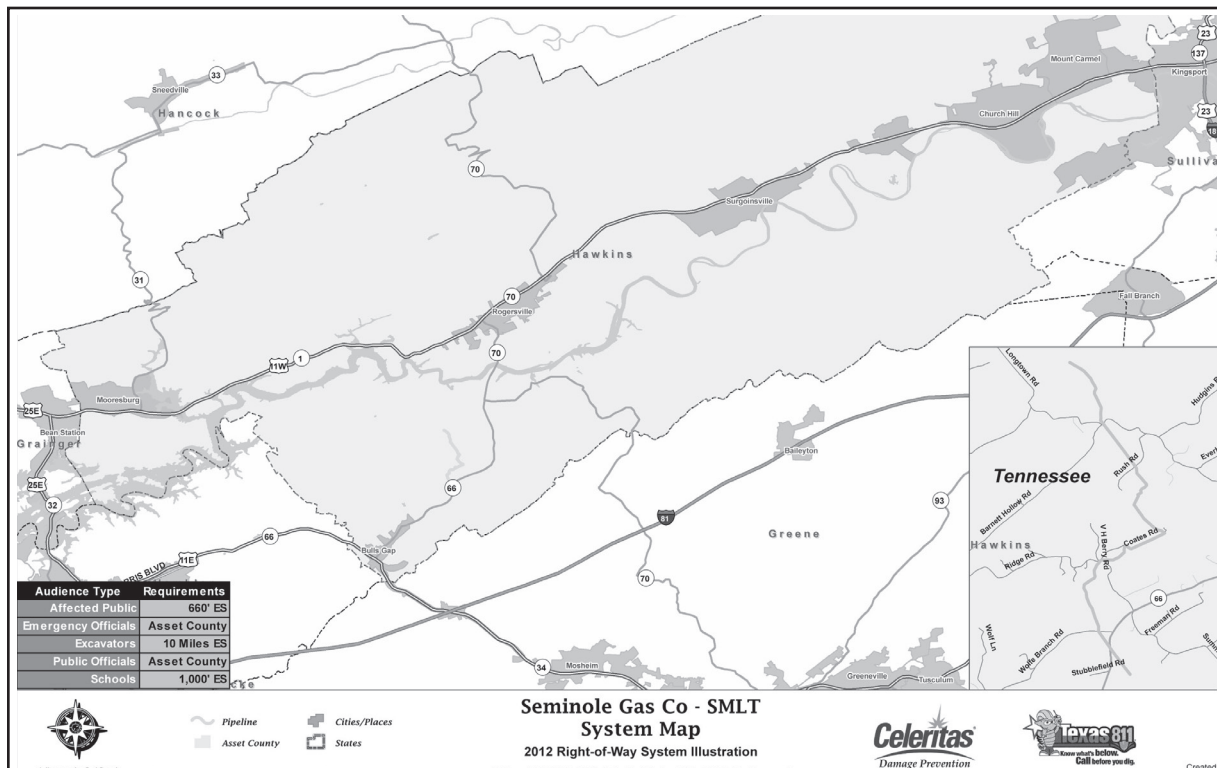 23
137
Mount Carmel
Kingsport
33
Sneedville
Hancock
Church Hill
23
Sulliva
70
Surgoinsville
Hawkins
31
70
Rogersville
Fall Branch
70
1
11W
Mooresburg
25E
Bean Station
Grainger
25E
32
66
Baileyton
93
81
66
11E
Greene
Bulls Gap
RRIS BLVD
70
34
Mosheim
Greeneville
Tusculum
cke
Audience Type Requirements
Affected Public 660' ES
Emergency Officials Asset County
Excavators 10 Miles ES
Public Officials Asset County
Schools 1,000' ES
Longtown Rd
Hudgins R
Rush Rd
Tennessee
Barnett Hollow Rd
V H Berry Rd
Coates Rd
Hawkins
Ridge Rd
66
Freeman Rd
Wolf Ln
Wolfe Branch Rd
Stubblefield Rd
Pipeline
Asset County
Cities/Places
States
Seminole Gas Co - SMLT
System Map
2012 Right-of-Way System Illustration
Celeritas
Damage Prevention
Texas811
Know what's below.
Call before you dig.
Created